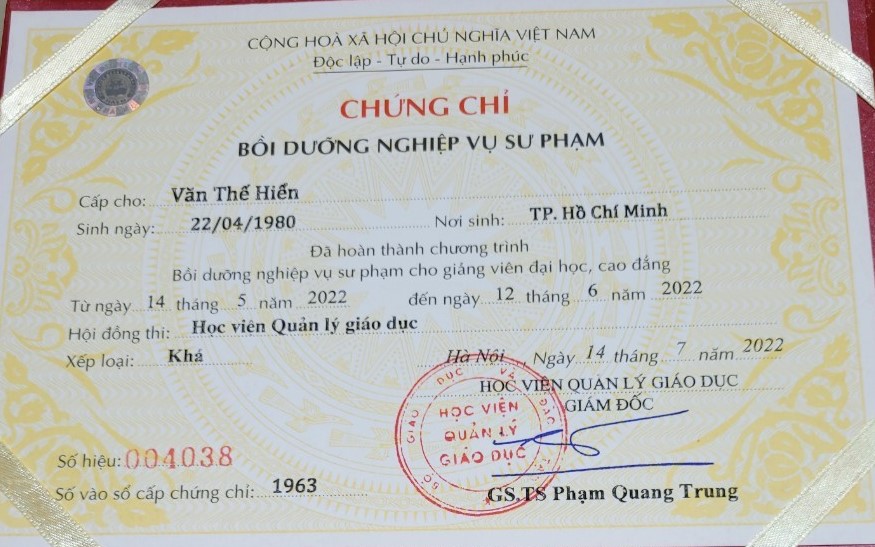 CỘNG HOÀ XÃ HỘI CHỦ NGHĨA VIỆT NAM
Độc lập - Tự do - Hạnh phúc
CHỨNG CHỈ
BỒI DƯỠNG NGHIỆP VỤ SƯ PHẠM
Cấp cho: Văn Thế Hiển
Sinh ngày: 22/04/1980 Nơi sinh: TP. Hồ Chí Minh
Đã hoàn thành chương trình
Bồi dưỡng nghiệp vụ sư phạm cho giảng viên đại học, cao đẳng
Từ ngày 14 tháng 5 năm 2022 đến ngày 12 tháng 6 năm 2022
Hội đồng thi: Học viện Quản lý giáo dục
Xếp loại: Khá
Hà Nội, Ngày 14 tháng 7 năm 2022
HỌC VIỆN QUẢN LÝ GIÁO DỤC
GIÁM ĐỐC
HỌC VIỆN
QUẢN LÝ
GIÁO DỤC
Số hiệu: 004038
Số vào sổ cấp chứng chỉ: 1963
GS.TS Phạm Quang Trung